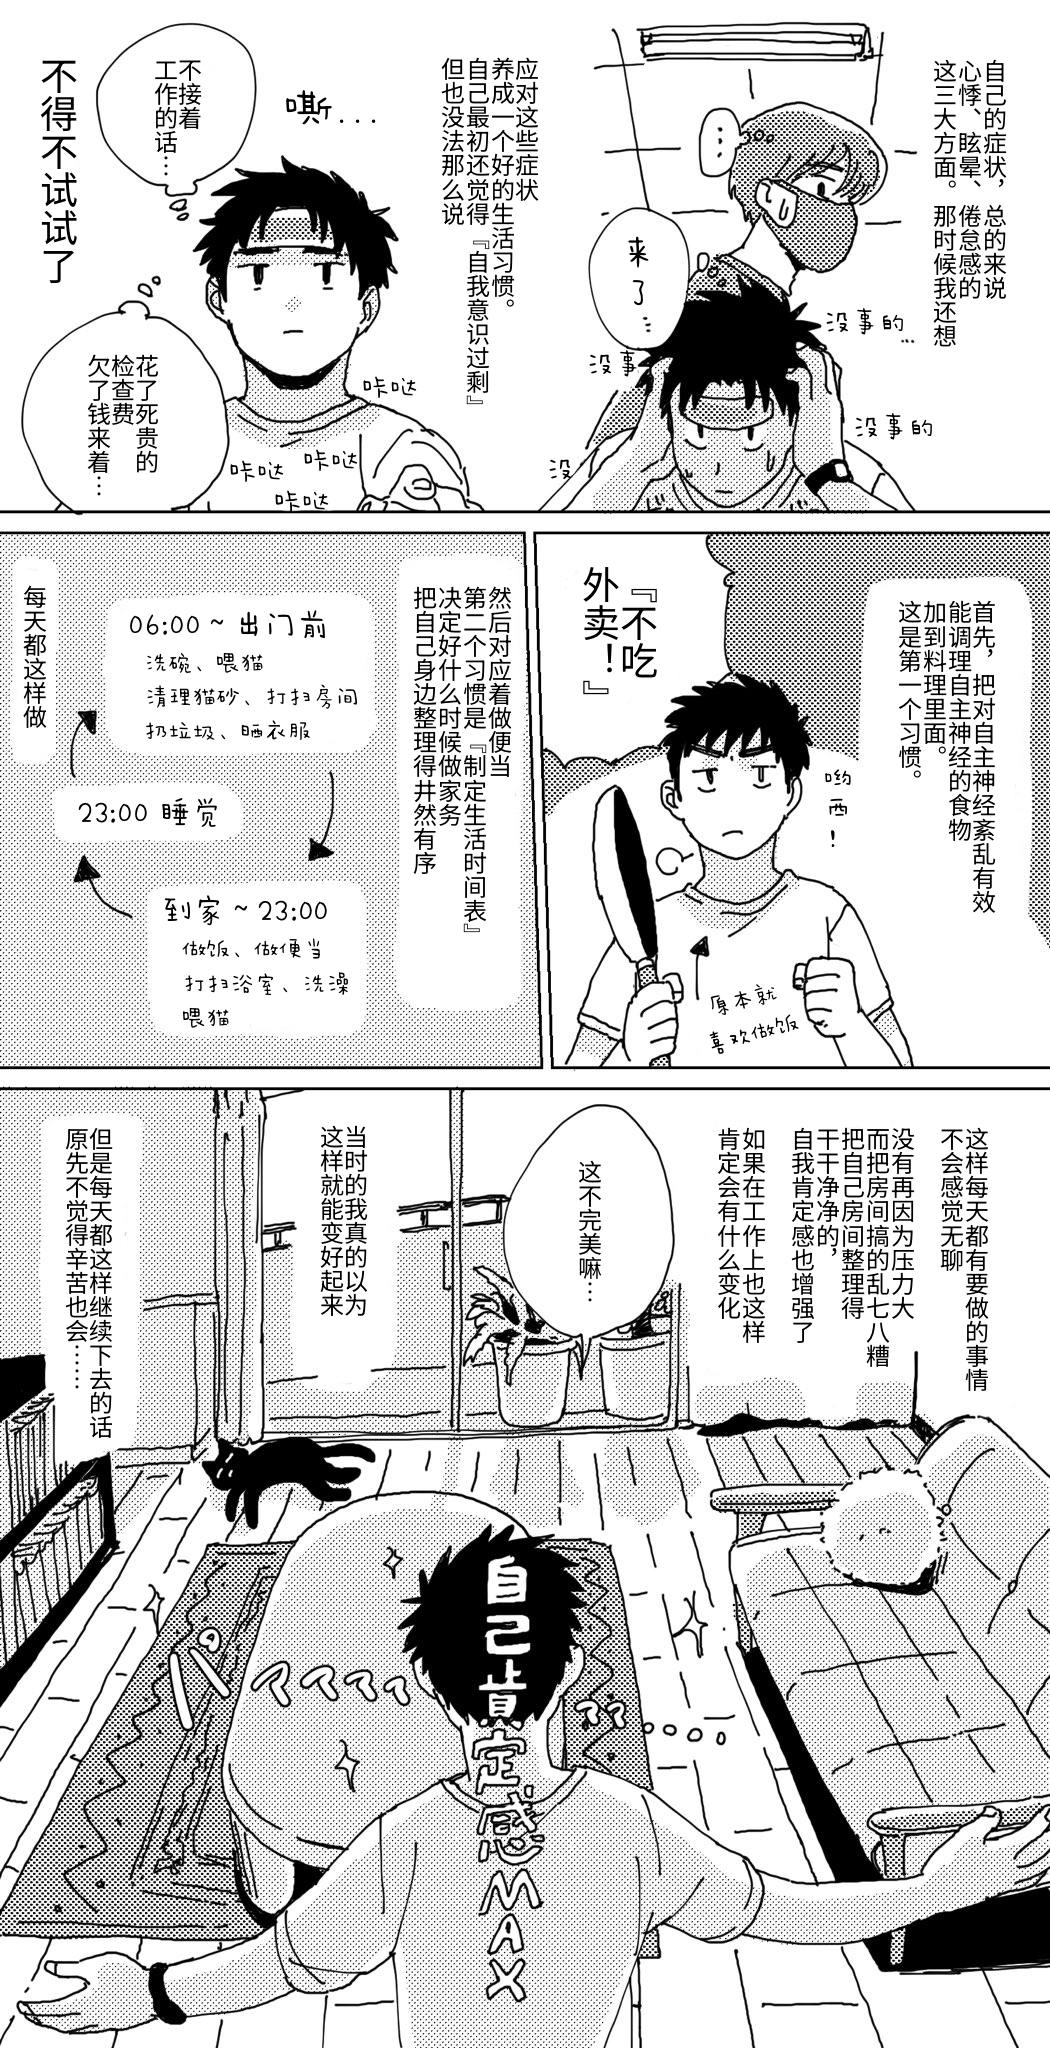 自己的症状，总的来说
心悸、眩晕、倦怠感的
这三大方面。那时候我还想
…
来了…
没事的…
没事
没事的
没
应对这些症状
养成一个好的生活习惯。
自己最初还觉得『自我意识过剩』
但也没法那么说
嘶...
不接着
工作的话…
不得不试试了
花了死贵的
检查费
欠了钱来着…
咔哒
咔哒
咔哒
咔哒
首先，把对自主神经紊乱有效
能调理自主神经的食物
加到料理里面。
这是第一个习惯。
『不吃
外卖！』
哟西！
原本就
喜欢做饭
然后对应着做便当
第二个习惯是『制定生活时间表』
决定好什么时候做家务
把自己身边整理得井然有序
06:00 ~ 出门前
洗碗、喂猫
清理猫砂、打扫房间
扔垃圾、晒衣服
23:00 睡觉
到家 ~ 23:00
做饭、做便当
打扫浴室、洗澡
喂猫
每天都这样做
这样每天都有要做的事情
不会感觉无聊
没有再因为压力大
而把房间搞的乱七八糟
把自己房间整理得
干干净净的，
自我肯定感也增强了
如果在工作上也这样
肯定会有什么变化
这不完美嘛…
当时的我真的以为
这样就能变好起来
但是每天都这样继续下去的话
原先不觉得辛苦也会……
パァァァァァァ
自己肯定感MAX